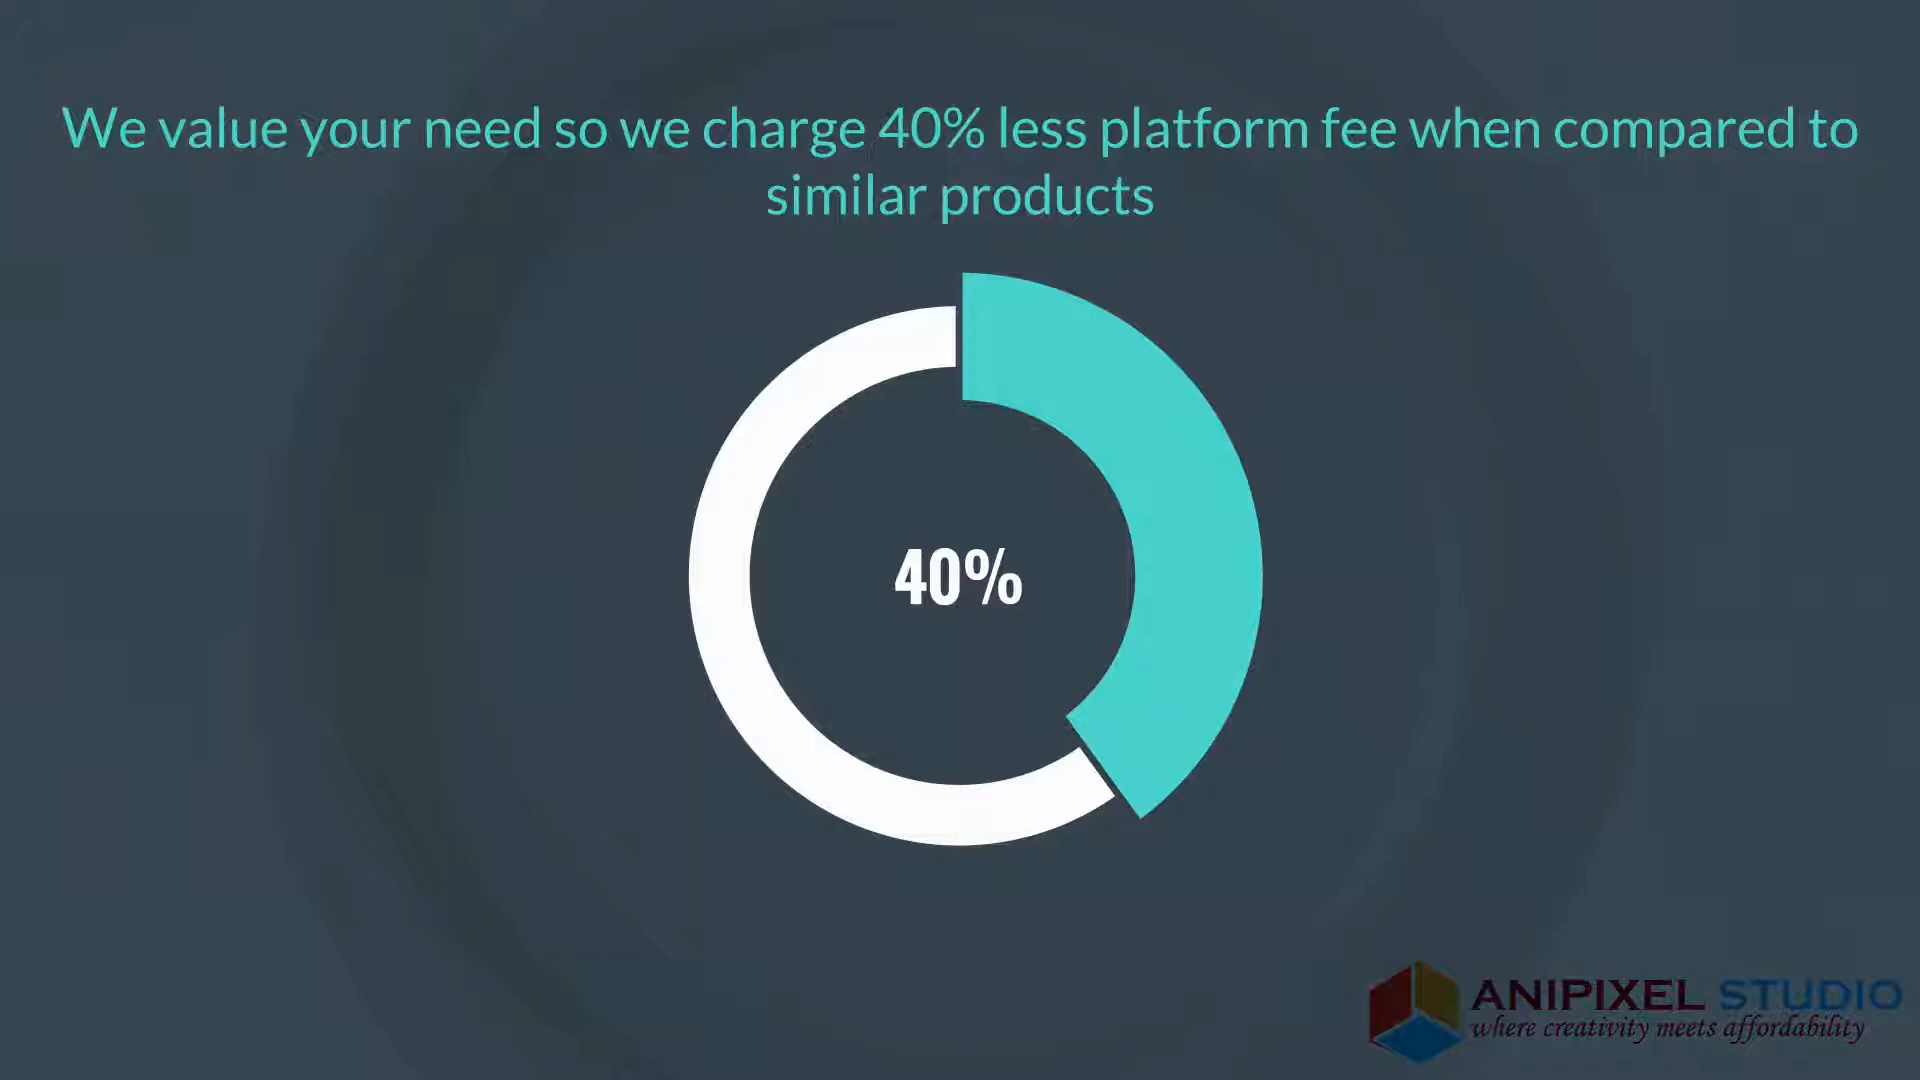 We value your need so we charge 40% less platform fee when compared to
similar products
40%
ANIPIXEL STUDIO
where creativity meets affordability